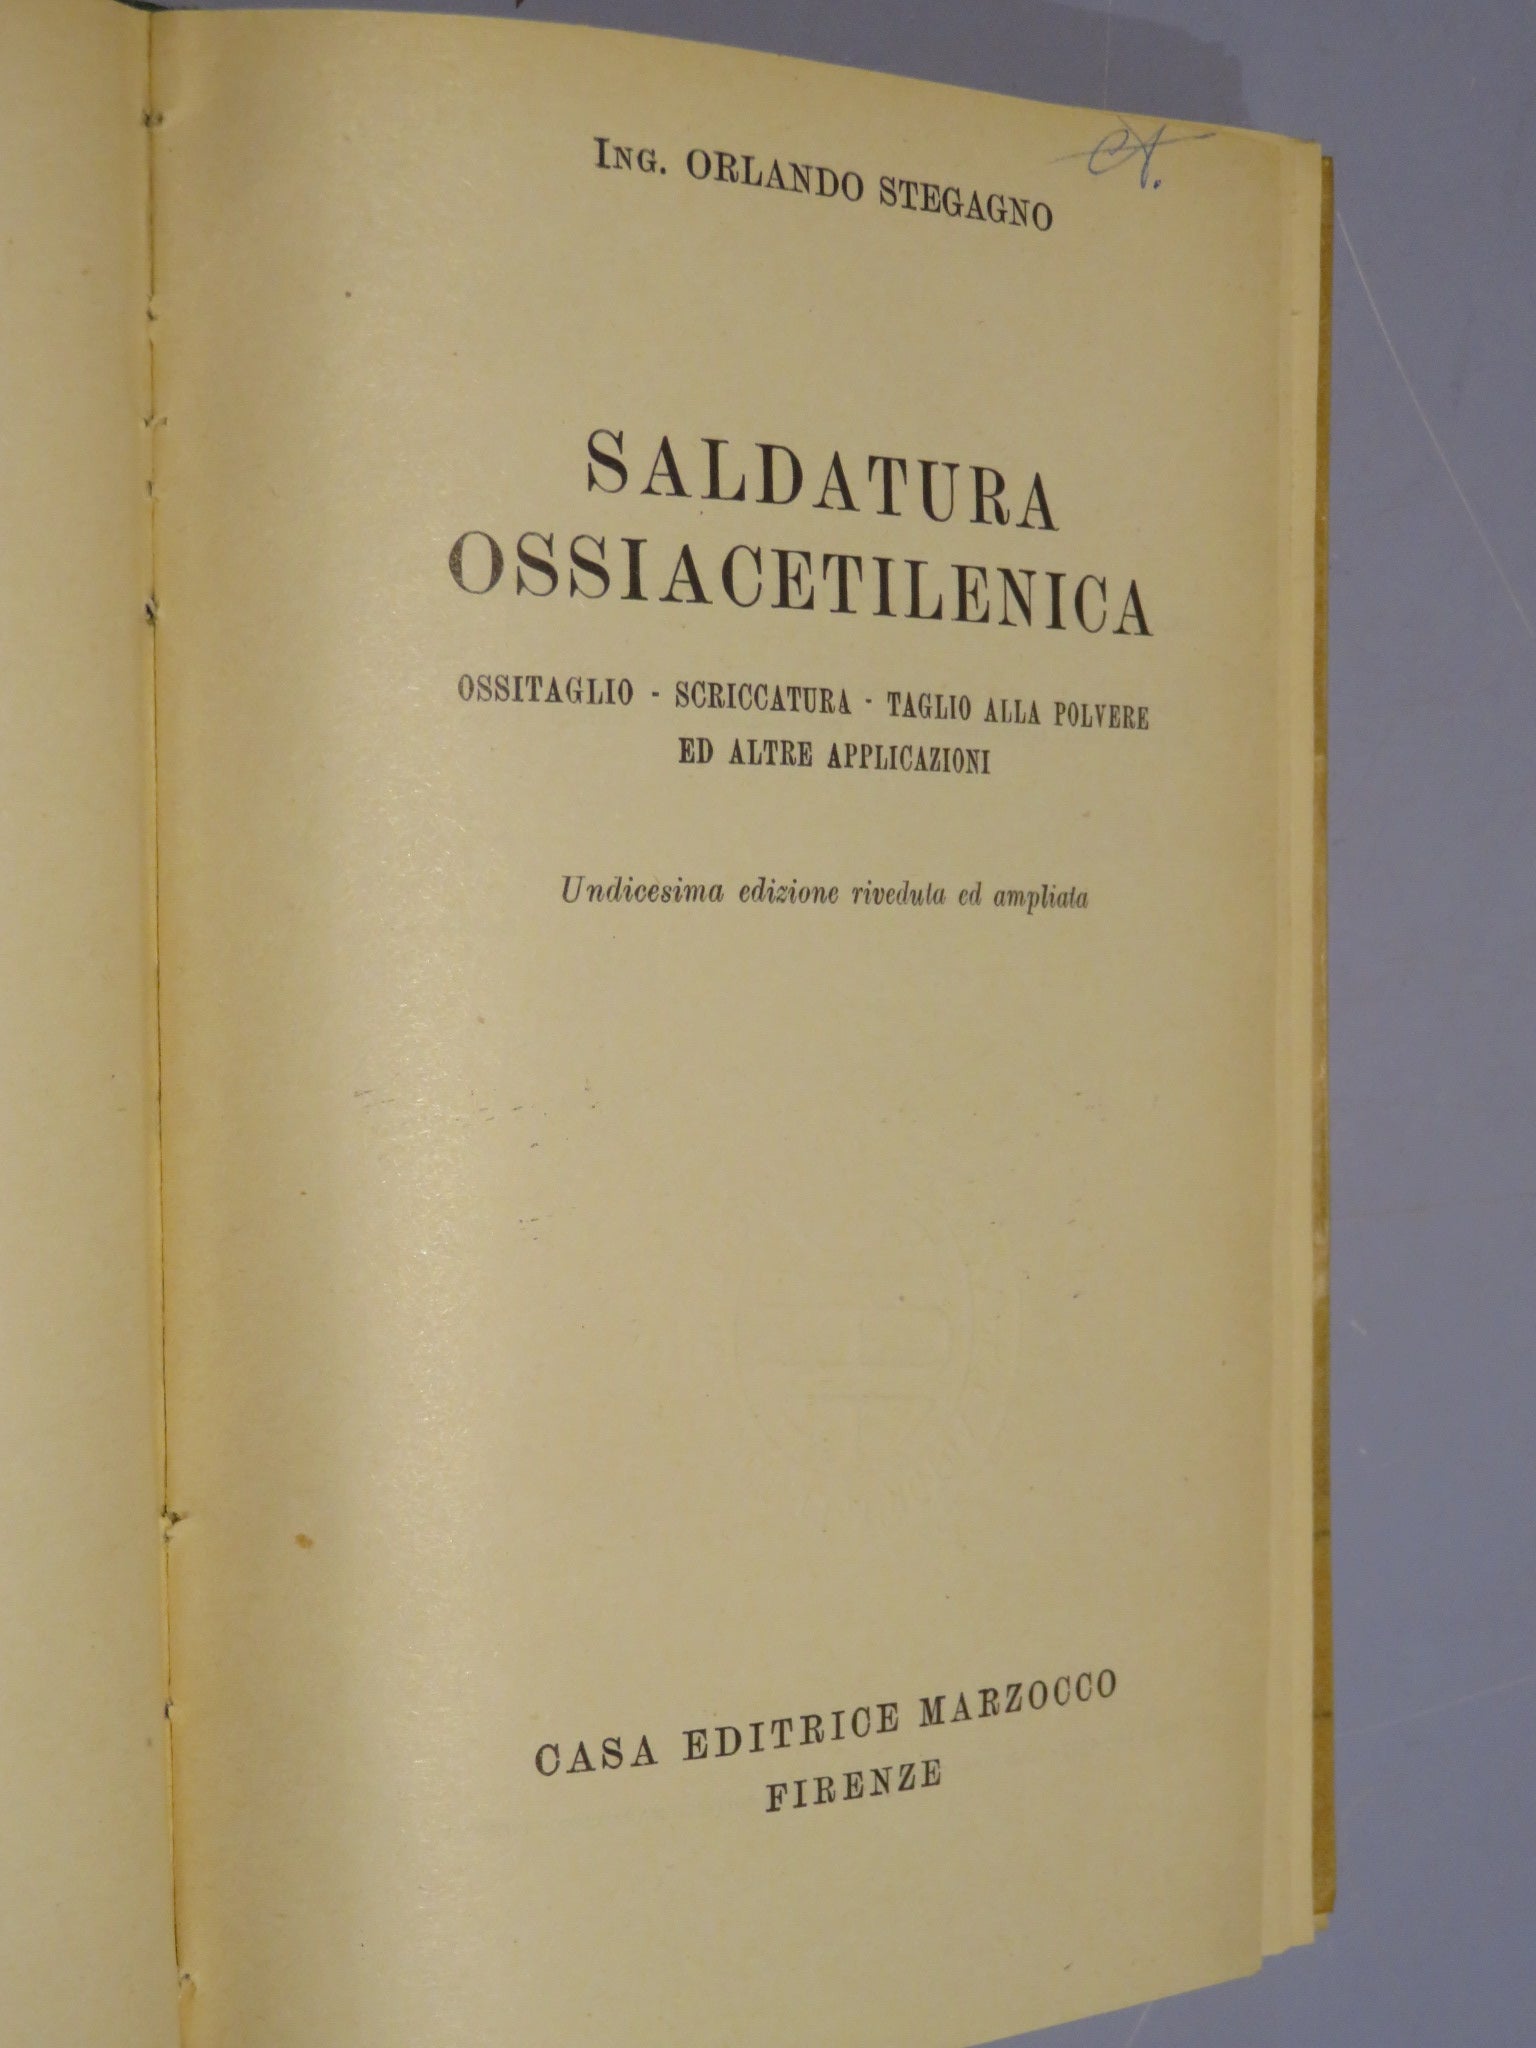 ING. ORLANDO STEGAGNO
SALDATURA
OSSIACETILENICA
OSSITAGLIO - SCRICCATURA - TAGLIO ALLA POLVERE
ED ALTRE APPLICAZIONI
Undicesima edizione riveduta ed ampliata
CASA EDITRICE MARZOCCO
FIRENZE